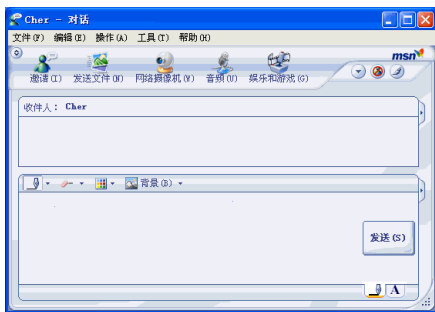 Cher - 对话
文件(F) 编辑(E) 操作(A) 工具(T) 帮助(H)
msn
邀请(I) 发送文件(N) 网络摄像机(W) 音频(U) 娱乐和游戏(G)
收件人: Cher
背景(B)
发送(S)
A